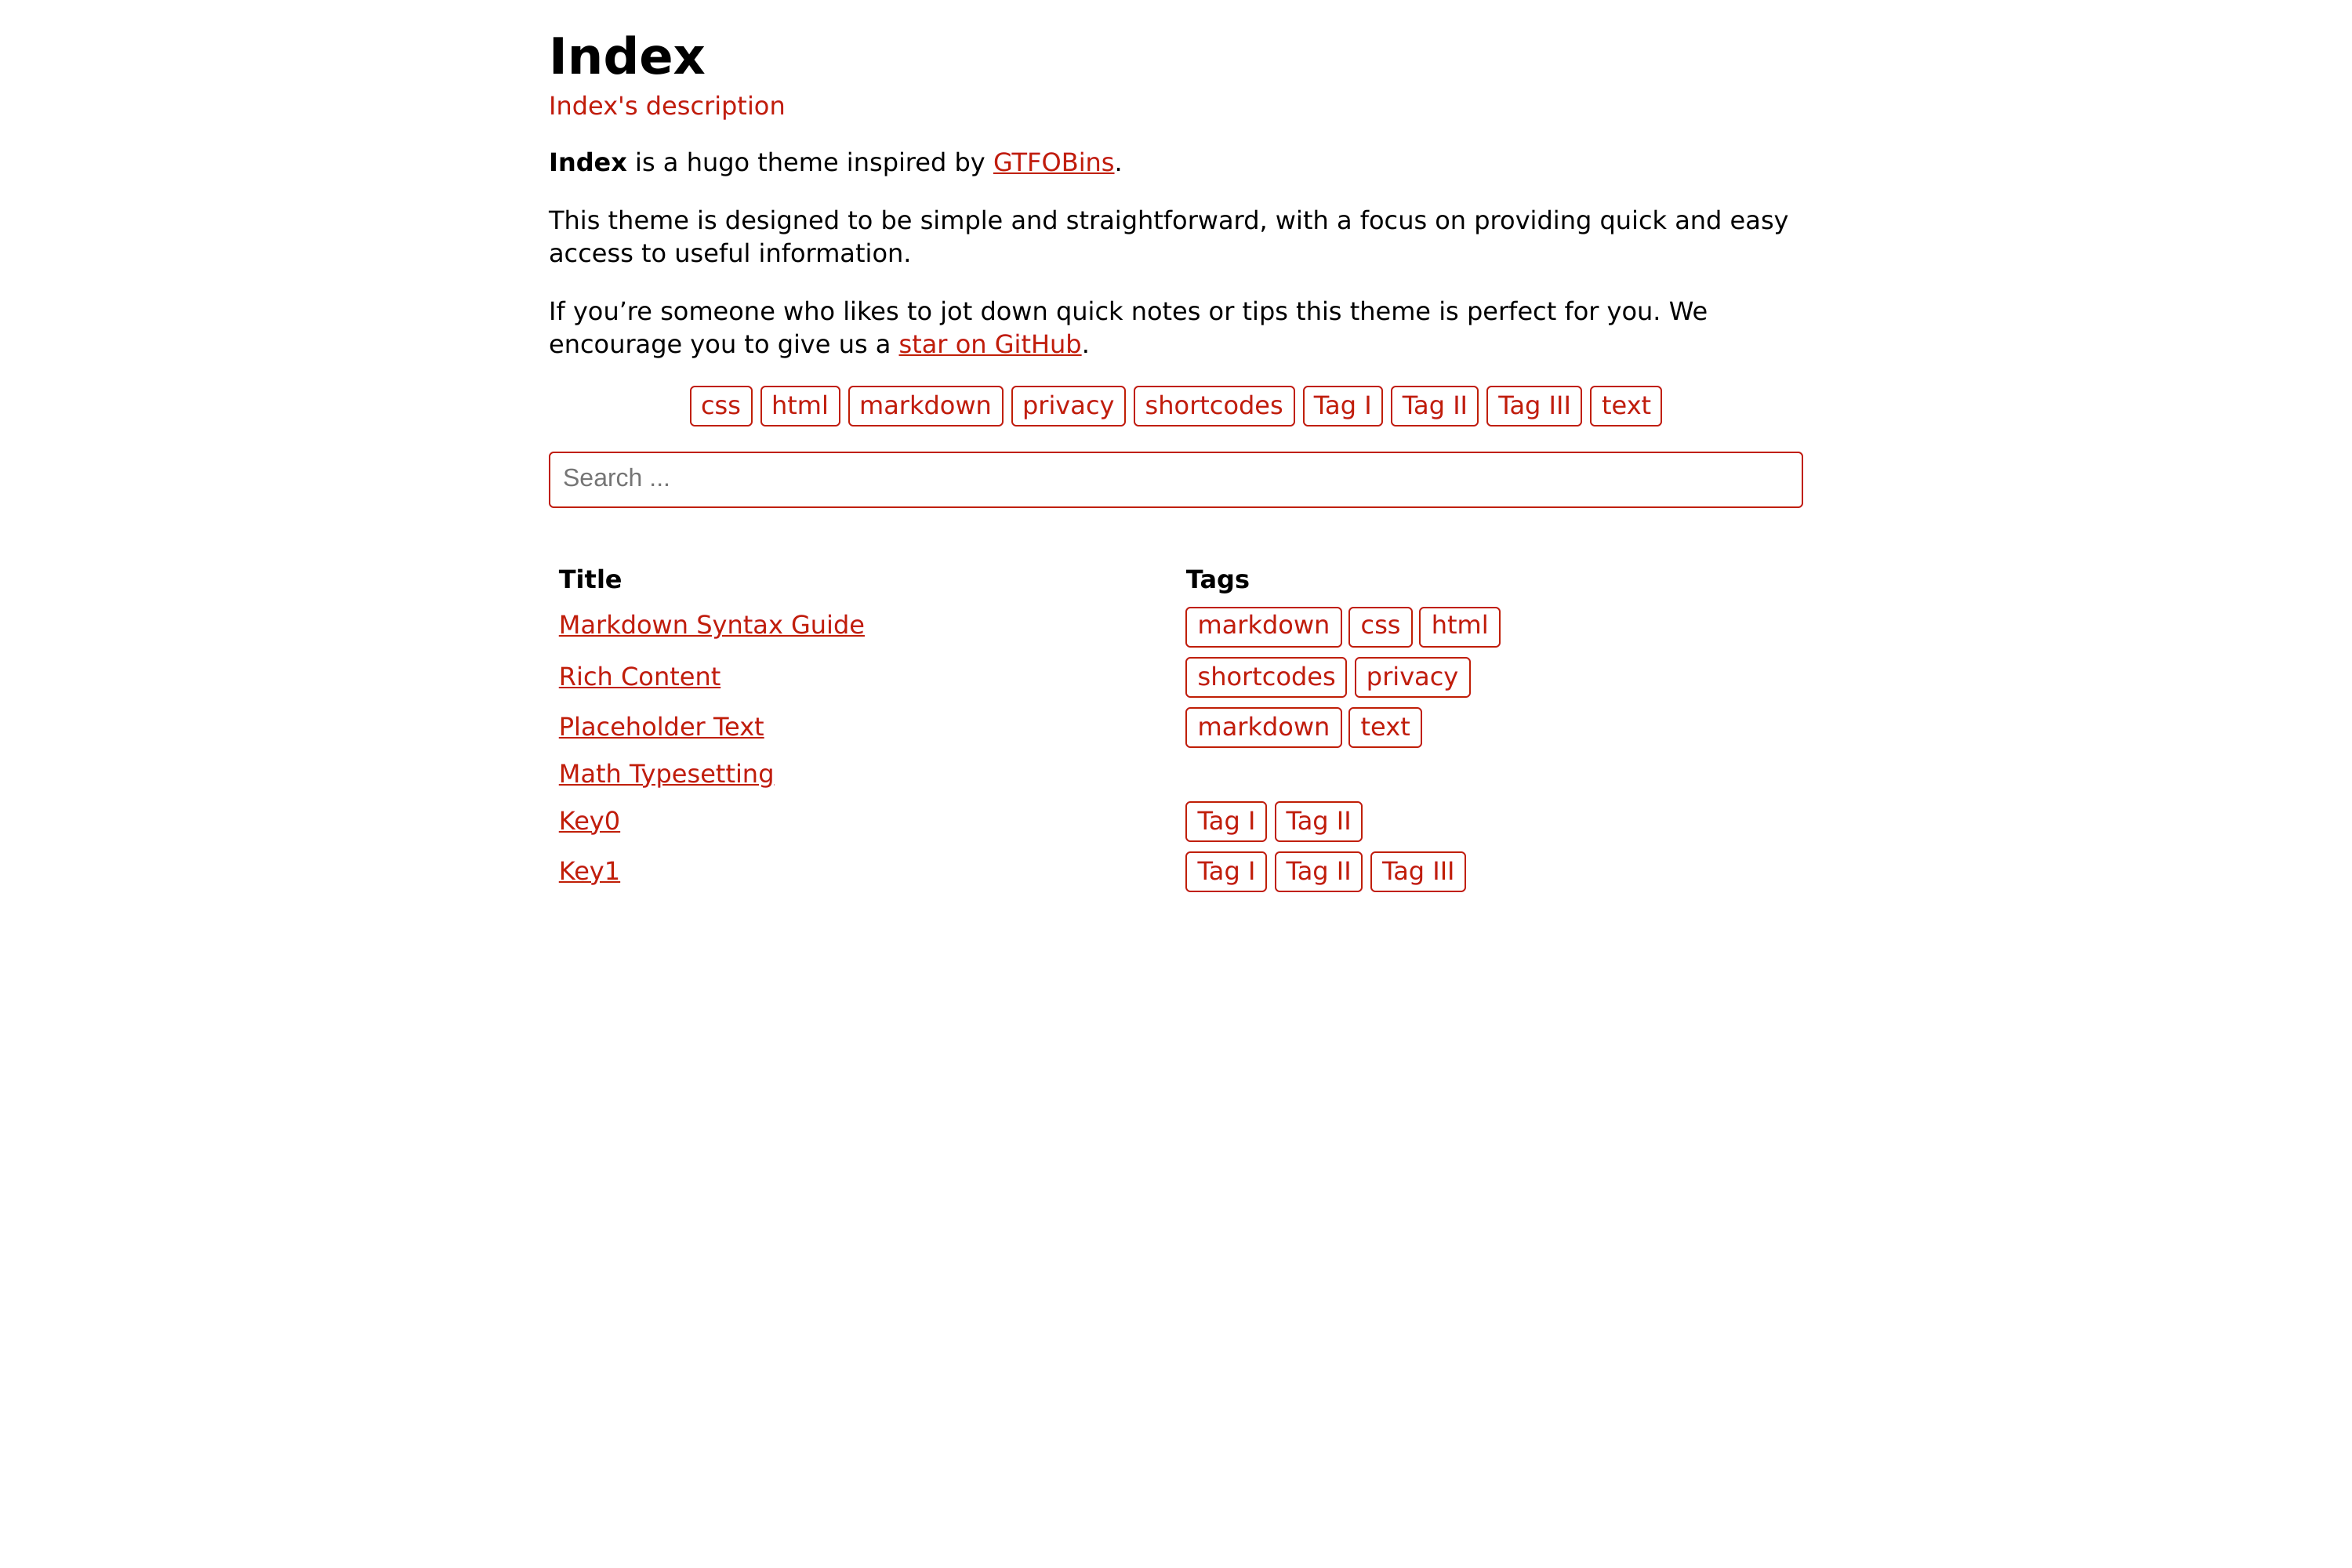 Index
Index's description
Index is a hugo theme inspired by GTFOBins.
This theme is designed to be simple and straightforward, with a focus on providing quick and easy
access to useful information.
If you’re someone who likes to jot down quick notes or tips this theme is perfect for you. We
encourage you to give us a star on GitHub.
css html markdown privacy shortcodes Tag I Tag II Tag III text
Search ...
Title Tags
Markdown Syntax Guide markdown css html
Rich Content shortcodes privacy
Placeholder Text markdown text
Math Typesetting
Key0 Tag I Tag II
Key1 Tag I Tag II Tag III